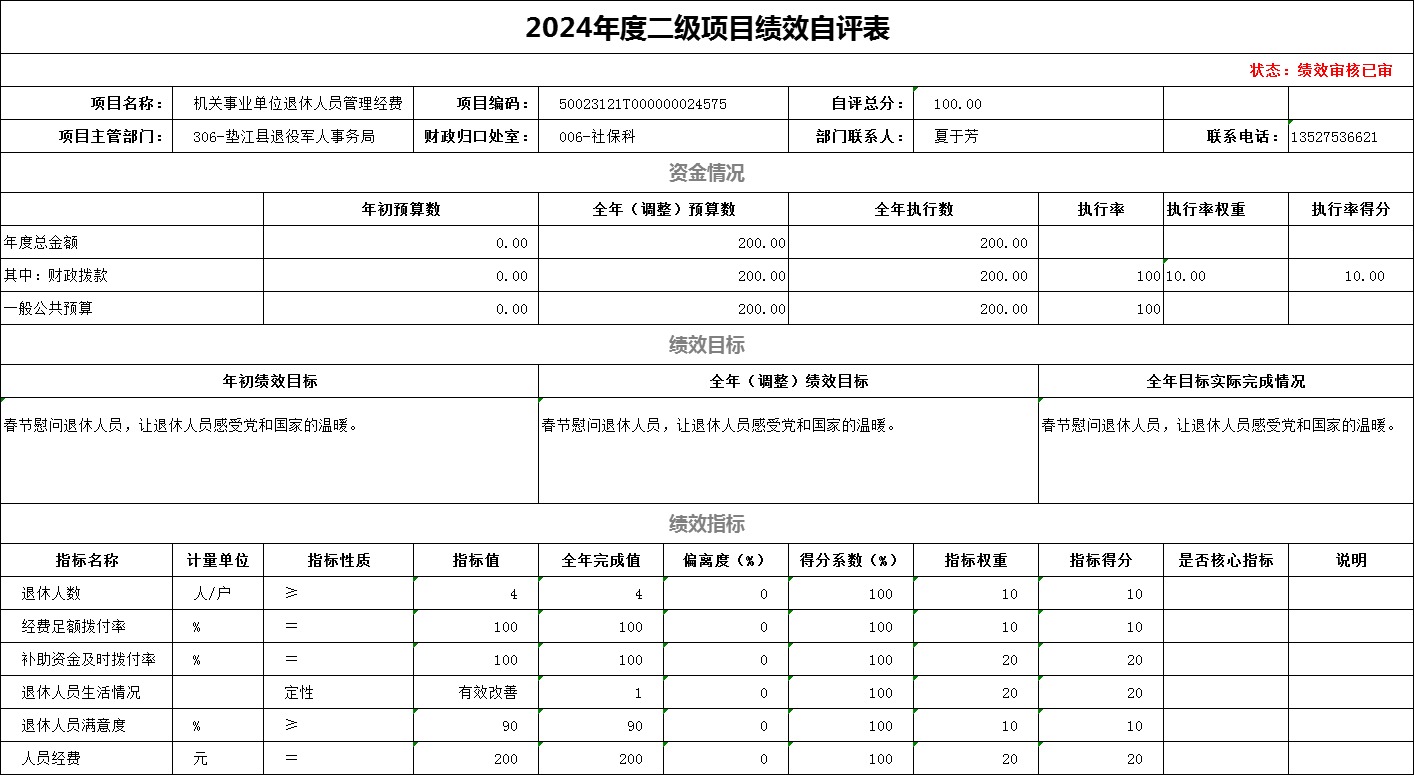 2024年度二级项目绩效自评表
状态：绩效审核已审
项目名称： 机关事业单位退休人员管理经费 项目编码： 50023121T000000024575 自评总分： 100.00
项目主管部门： 306-垫江县退役军人事务局 财政归口处室： 006-社保科 部门联系人： 夏于芳 联系电话： 13527536621
资金情况
年初预算数 全年（调整）预算数 全年执行数 执行率 执行率权重 执行率得分
年度总金额 0.00 200.00 200.00
其中：财政拨款 0.00 200.00 200.00 100 10.00 10.00
一般公共预算 0.00 200.00 200.00 100
绩效目标
年初绩效目标 全年（调整）绩效目标 全年目标实际完成情况
春节慰问退休人员，让退休人员感受党和国家的温暖。 春节慰问退休人员，让退休人员感受党和国家的温暖。 春节慰问退休人员，让退休人员感受党和国家的温暖。
绩效指标
指标名称 计量单位 指标性质 指标值 全年完成值 偏离度（%） 得分系数（%） 指标权重 指标得分 是否核心指标 说明
退休人数 人/户 ≥ 4 4 0 100 10 10
经费足额拨付率 % ＝ 100 100 0 100 10 10
补助资金及时拨付率 % ＝ 100 100 0 100 20 20
退休人员生活情况 定性 有效改善 1 0 100 20 20
退休人员满意度 % ≥ 90 90 0 100 10 10
人员经费 元 ＝ 200 200 0 100 20 20